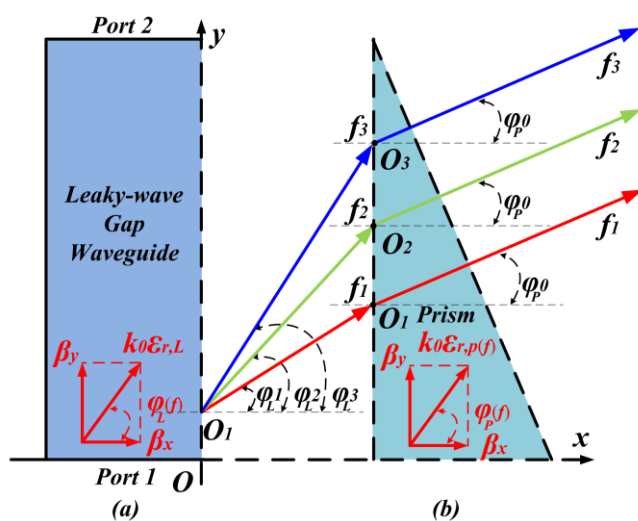 Port 2
y
f3
f3
φP0
O3
f2
f2
φP0
O2
Leaky-wave
Gap
Waveguide
f1
f1
φP0
O1 Prism
βy k0εr,L
φL(f)
βx
φL1 φL2 φL3
O1
βy k0εr,p(f)
φP(f)
βx
x
Port 1 O
(a) (b)